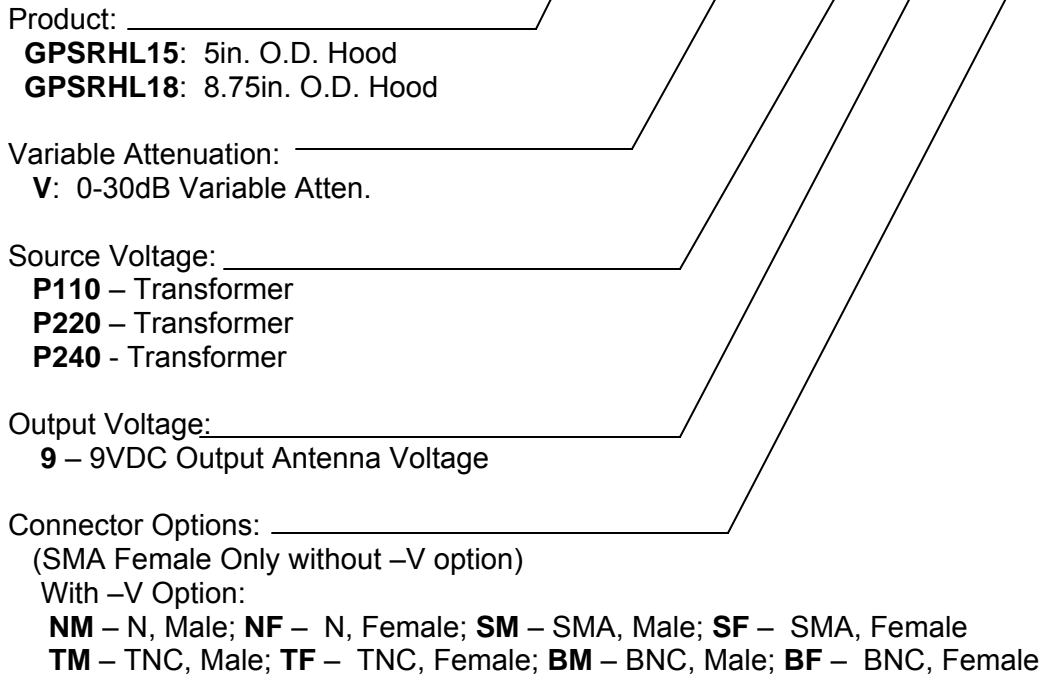 Product:
GPSRHL15: 5in. O.D. Hood
GPSRHL18: 8.75in. O.D. Hood
Variable Attenuation:
V: 0-30dB Variable Atten.
Source Voltage:
P110 – Transformer
P220 – Transformer
P240 - Transformer
Output Voltage:
9 – 9VDC Output Antenna Voltage
Connector Options:
(SMA Female Only without –V option)
With –V Option:
NM – N, Male; NF – N, Female; SM – SMA, Male; SF – SMA, Female
TM – TNC, Male; TF – TNC, Female; BM – BNC, Male; BF – BNC, Female